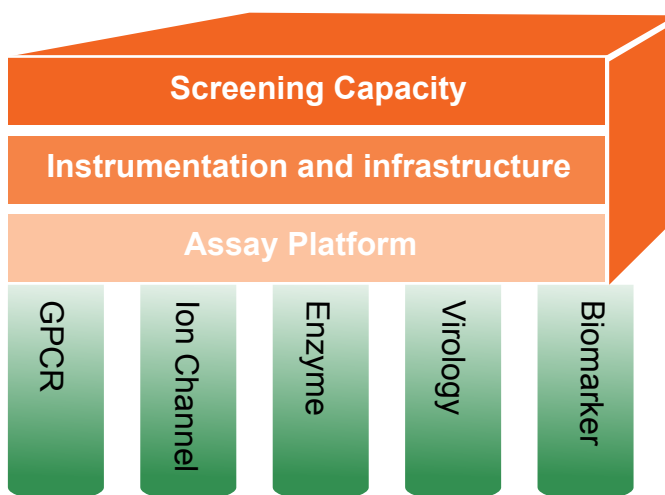 Screening Capacity
Instrumentation and infrastructure
Assay Platform
GPCR
Ion Channel
Enzyme
Virology
Biomarker